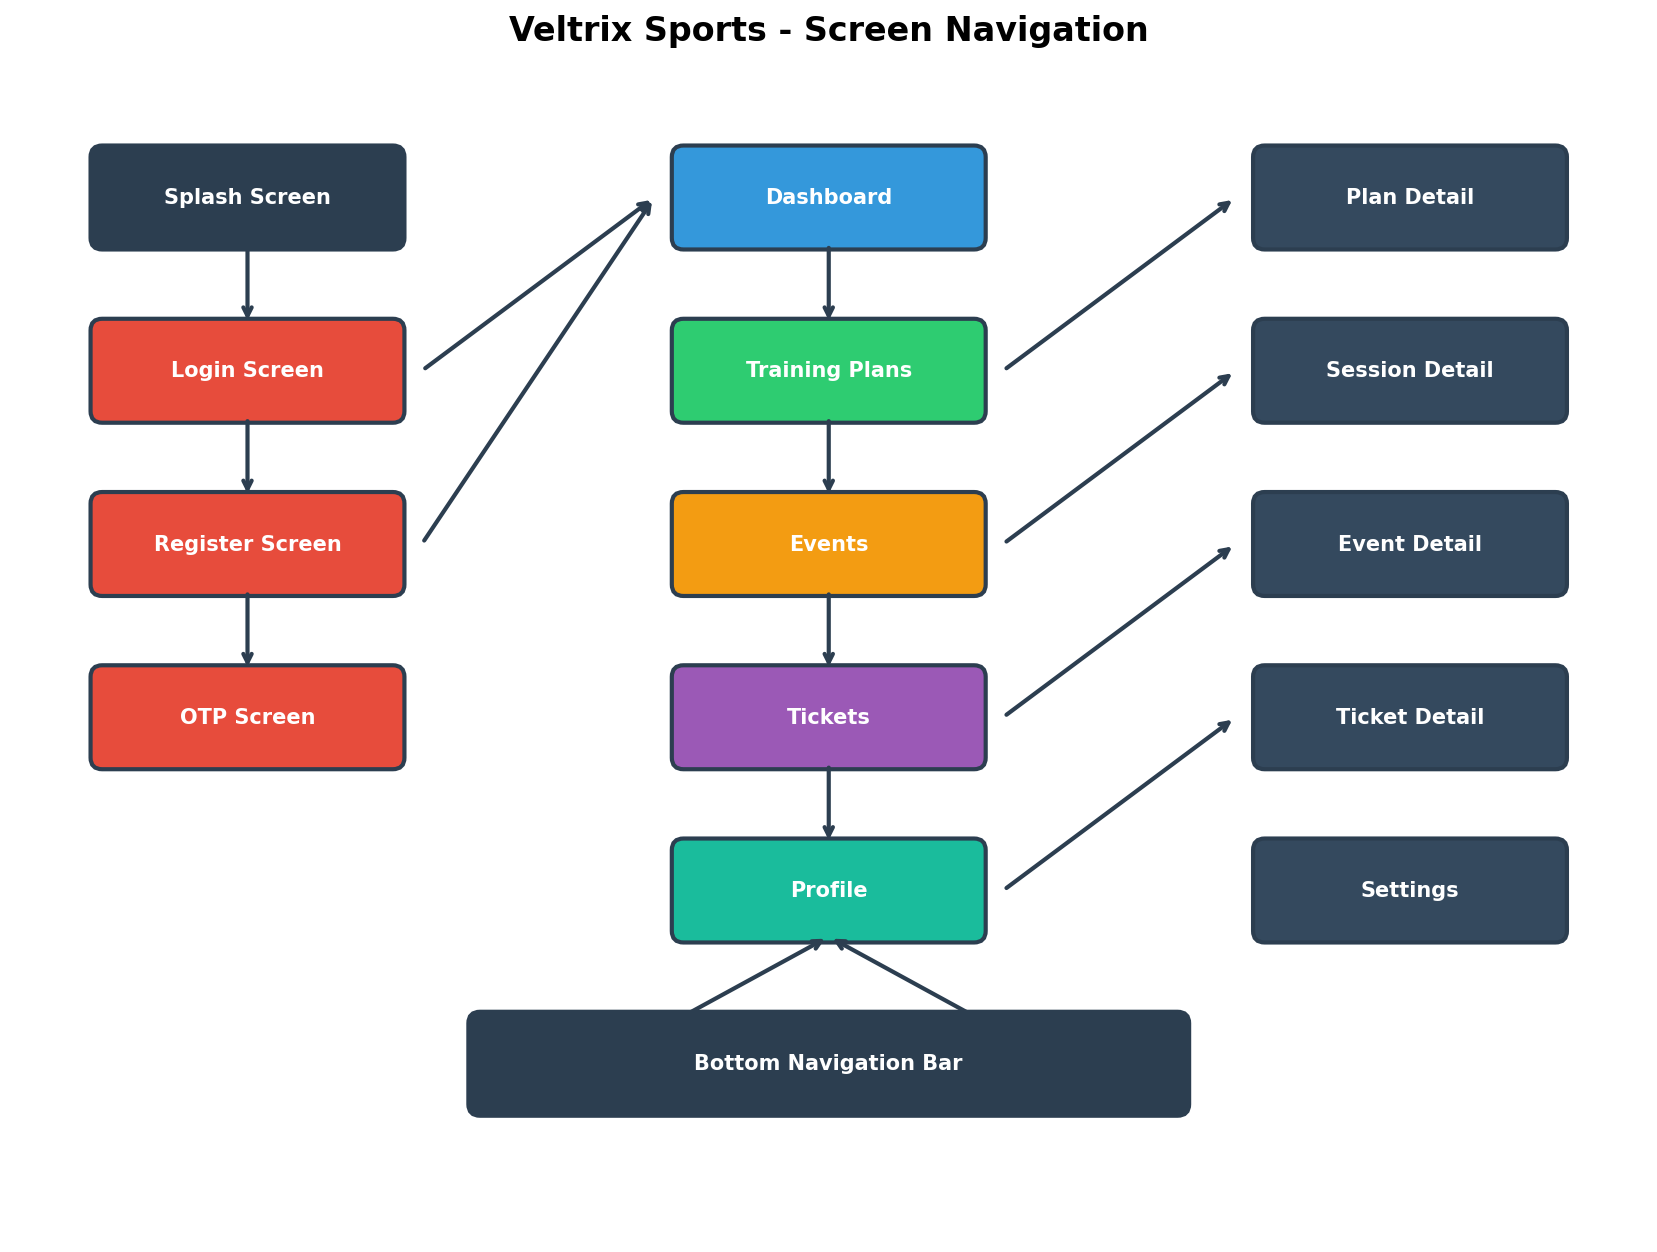 Veltrix Sports - Screen Navigation
Splash Screen
Dashboard
Plan Detail
Login Screen
Training Plans
Session Detail
Register Screen
Events
Event Detail
OTP Screen
Tickets
Ticket Detail
Profile
Settings
Bottom Navigation Bar